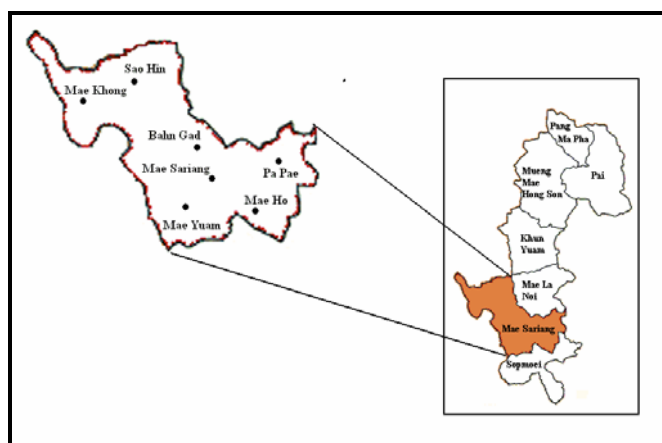 Sao Hin
Mae Khong
Bahn Gad
Mae Sariang
Pa Pae
Mae Ho
Mae Yuam
Pang
Ma Pha
Pai
Mueng
Mae
Hong Son
Khun
Yuam
Mae La
Noi
Mae Sariang
Sopmoei